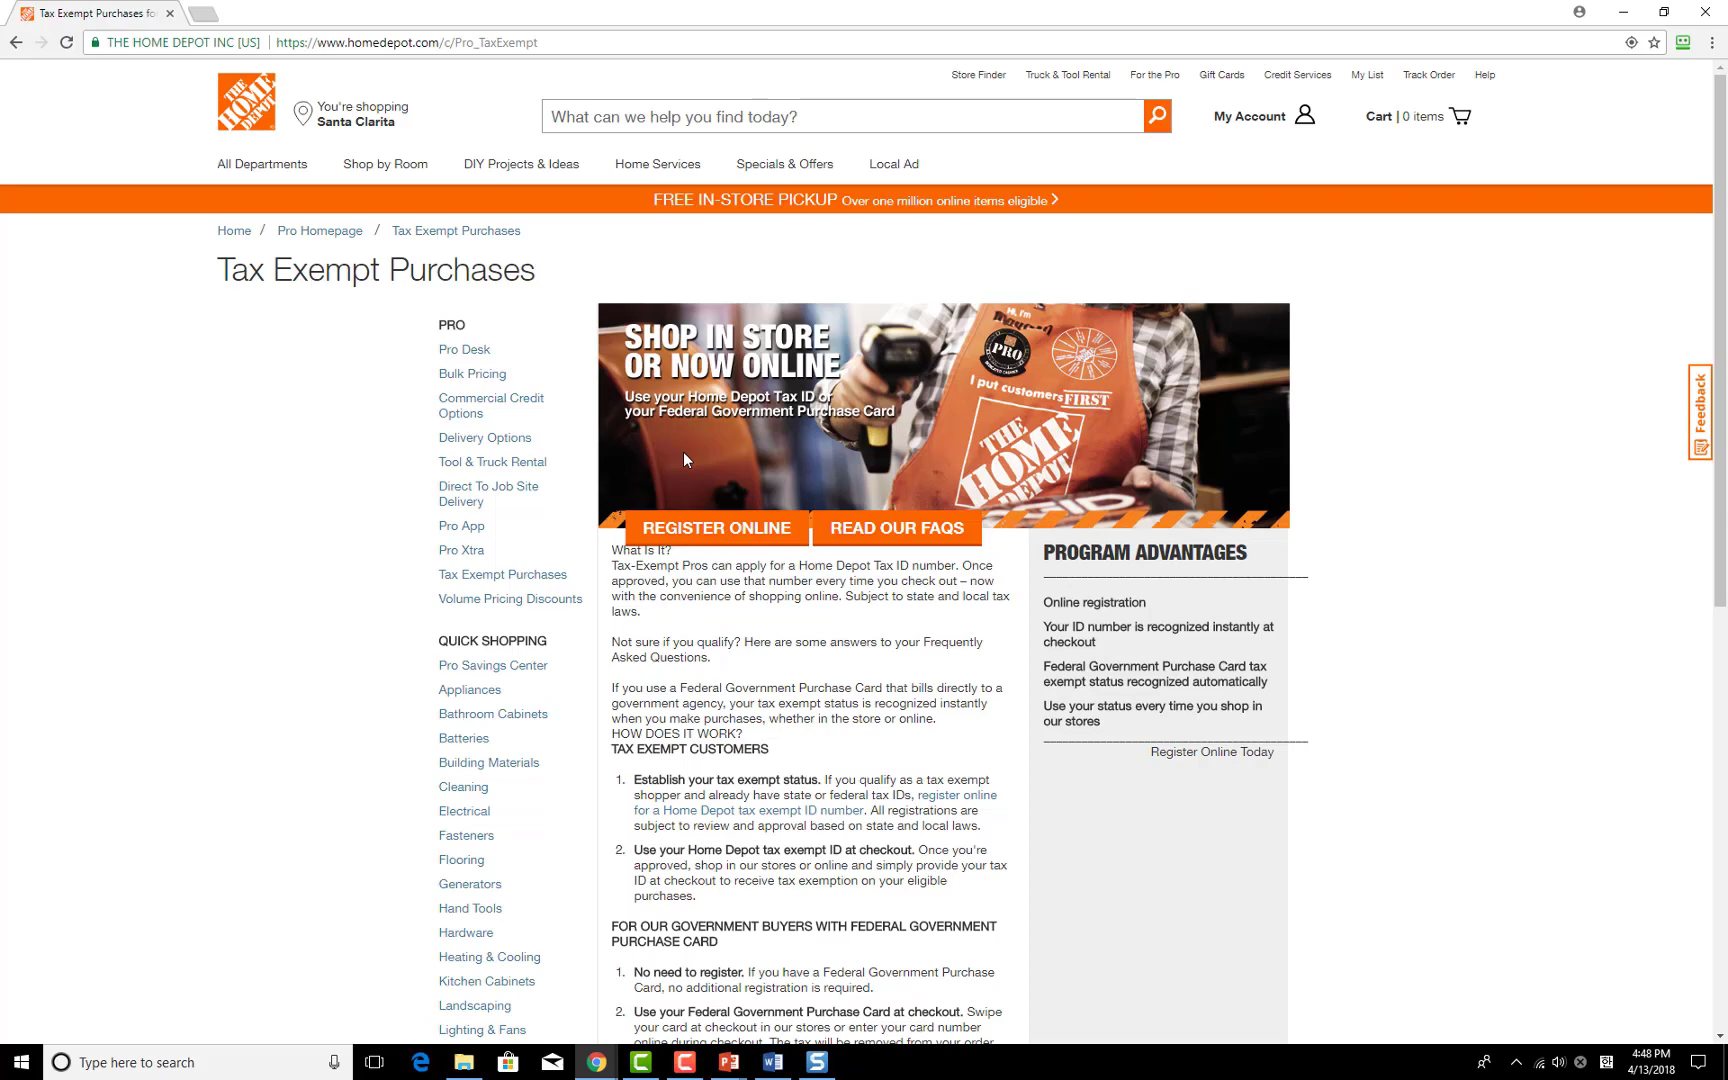 Tax Exempt Purchases fo
THE HOME DEPOT INC [US] | https://www.homedepot.com/c/Pro_TaxExempt
Store Finder Truck & Tool Rental For the Pro Gift Cards Credit Services My List Track Order Help
THE HOME DEPOT
You're shopping
Santa Clarita
What can we help you find today?
My Account
Cart | 0 items
All Departments Shop by Room DIY Projects & Ideas Home Services Specials & Offers Local Ad
FREE IN-STORE PICKUP Over one million online items eligible >
Home / Pro Homepage / Tax Exempt Purchases
Tax Exempt Purchases
PRO
Pro Desk
Bulk Pricing
Commercial Credit
Options
Delivery Options
Tool & Truck Rental
Direct To Job Site
Delivery
Pro App
Pro Xtra
Tax Exempt Purchases
Volume Pricing Discounts
QUICK SHOPPING
Pro Savings Center
Appliances
Bathroom Cabinets
Batteries
Building Materials
Cleaning
Electrical
Fasteners
Flooring
Generators
Hand Tools
Hardware
Heating & Cooling
Kitchen Cabinets
Landscaping
Lighting & Fans
SHOP IN STORE
OR NOW ONLINE
Use your Home Depot Tax ID or
your Federal Government Purchase Card
HI, I'M
PRO
I put customers FIRST
THE
HOME
DEPOT
REGISTER ONLINE READ OUR FAQS
What Is It?
Tax-Exempt Pros can apply for a Home Depot Tax ID number. Once
approved, you can use that number every time you check out – now
with the convenience of shopping online. Subject to state and local tax
laws.
Not sure if you qualify? Here are some answers to your Frequently
Asked Questions.
If you use a Federal Government Purchase Card that bills directly to a
government agency, your tax exempt status is recognized instantly
when you make purchases, whether in the store or online.
HOW DOES IT WORK?
TAX EXEMPT CUSTOMERS
1. Establish your tax exempt status. If you qualify as a tax exempt
shopper and already have state or federal tax IDs, register online
for a Home Depot tax exempt ID number. All registrations are
subject to review and approval based on state and local laws.
2. Use your Home Depot tax exempt ID at checkout. Once you're
approved, shop in our stores or online and simply provide your tax
ID at checkout to receive tax exemption on your eligible
purchases.
FOR OUR GOVERNMENT BUYERS WITH FEDERAL GOVERNMENT
PURCHASE CARD
1. No need to register. If you have a Federal Government Purchase
Card, no additional registration is required.
2. Use your Federal Government Purchase Card at checkout. Swipe
your card at checkout in our stores or enter your card number
online during checkout. The tax will be removed from your order
PROGRAM ADVANTAGES
Online registration
Your ID number is recognized instantly at
checkout
Federal Government Purchase Card tax
exempt status recognized automatically
Use your status every time you shop in
our stores
Register Online Today
Feedback
Type here to search
4:48 PM
4/13/2018